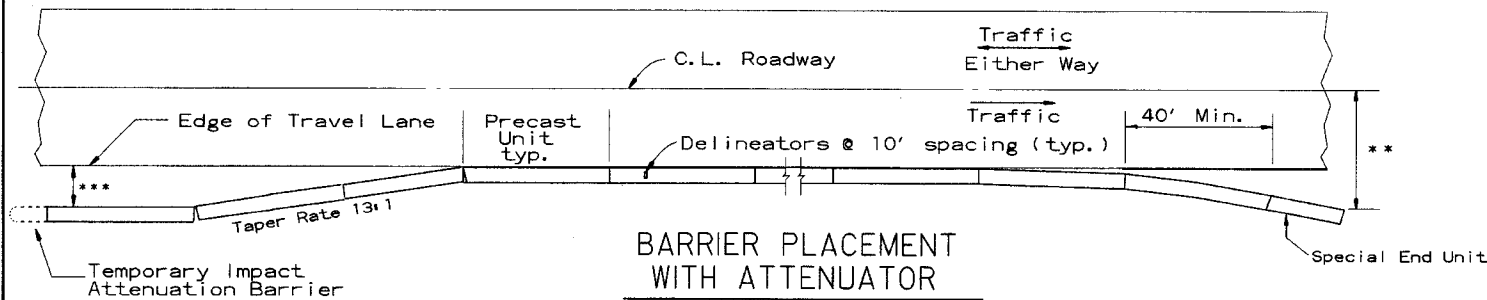 Traffic
Either Way
C.L. Roadway
Traffic
40' Min.
Edge of Travel Lane
Precast
Unit
typ.
Delineators @ 10' spacing (typ.)
**
***
Taper Rate 13:1
BARRIER PLACEMENT
WITH ATTENUATOR
Special End Unit
Temporary Impact
Attenuation Barrier